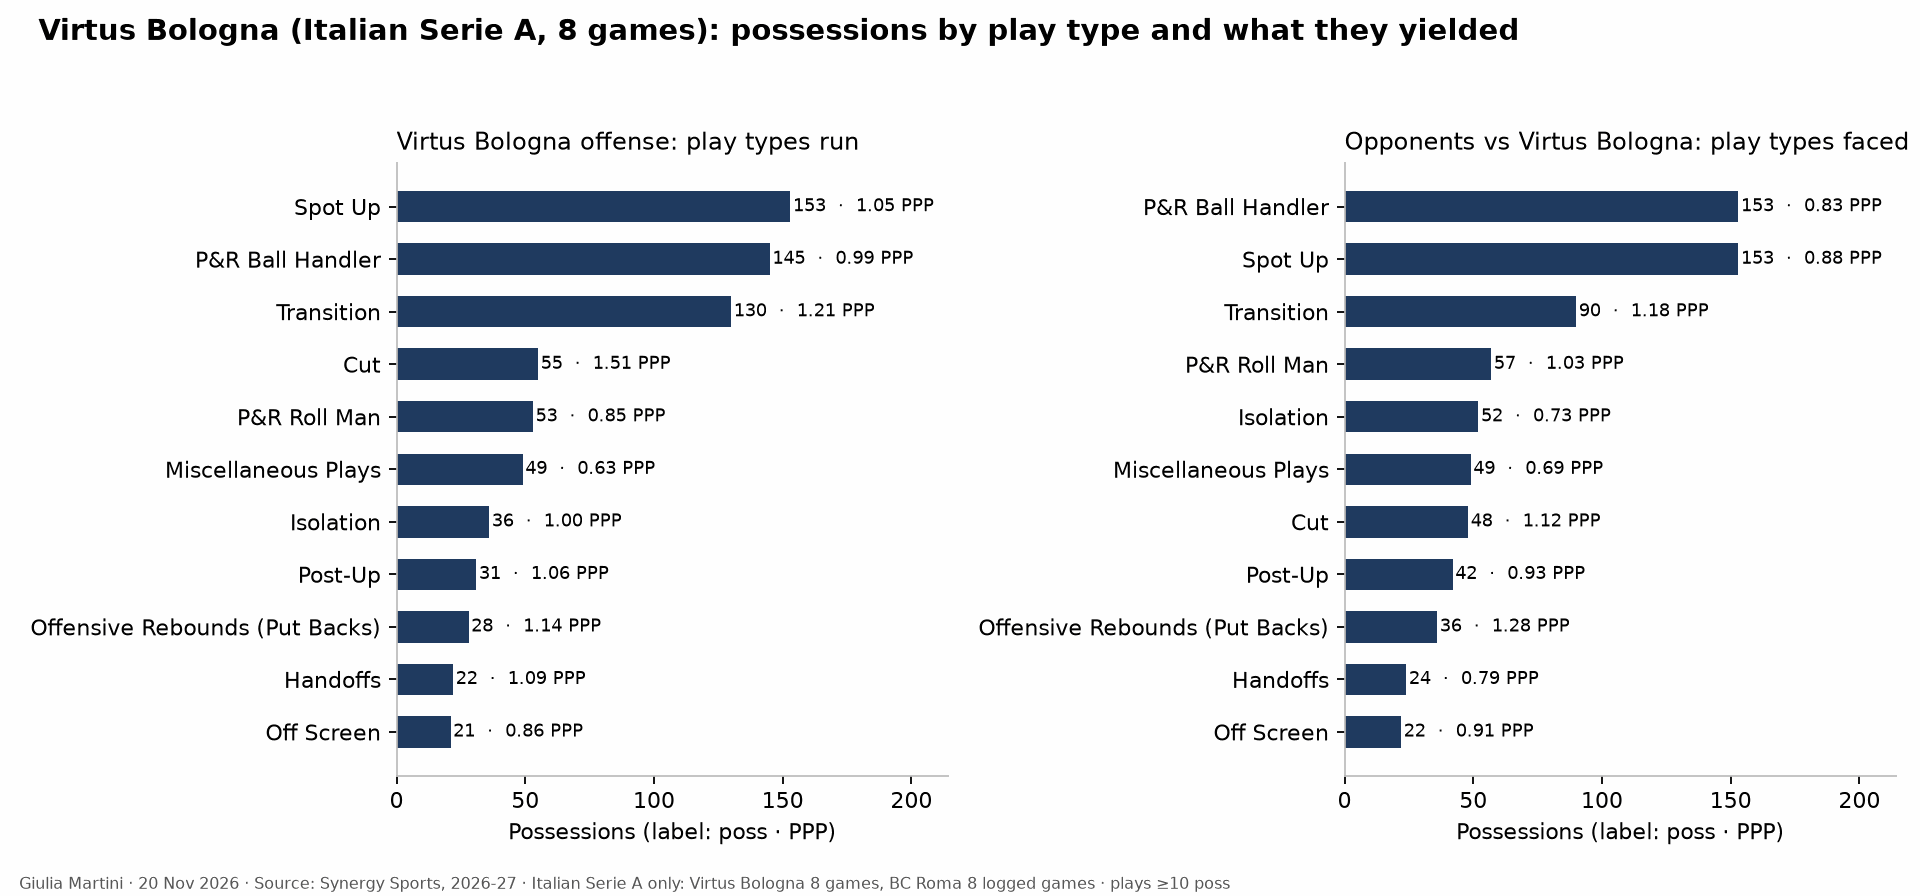 Virtus Bologna (Italian Serie A, 8 games): possessions by play type and what they yielded
Virtus Bologna offense: play types run
Spot Up 153 · 1.05 PPP
P&R Ball Handler 145 · 0.99 PPP
Transition 130 · 1.21 PPP
Cut 55 · 1.51 PPP
P&R Roll Man 53 · 0.85 PPP
Miscellaneous Plays 49 · 0.63 PPP
Isolation 36 · 1.00 PPP
Post-Up 31 · 1.06 PPP
Offensive Rebounds (Put Backs) 28 · 1.14 PPP
Handoffs 22 · 1.09 PPP
Off Screen 21 · 0.86 PPP
0 50 100 150 200
Possessions (label: poss · PPP)
Opponents vs Virtus Bologna: play types faced
P&R Ball Handler 153 · 0.83 PPP
Spot Up 153 · 0.88 PPP
Transition 90 · 1.18 PPP
P&R Roll Man 57 · 1.03 PPP
Isolation 52 · 0.73 PPP
Miscellaneous Plays 49 · 0.69 PPP
Cut 48 · 1.12 PPP
Post-Up 42 · 0.93 PPP
Offensive Rebounds (Put Backs) 36 · 1.28 PPP
Handoffs 24 · 0.79 PPP
Off Screen 22 · 0.91 PPP
0 50 100 150 200
Possessions (label: poss · PPP)
Giulia Martini · 20 Nov 2026 · Source: Synergy Sports, 2026-27 · Italian Serie A only: Virtus Bologna 8 games, BC Roma 8 logged games · plays ≥10 poss